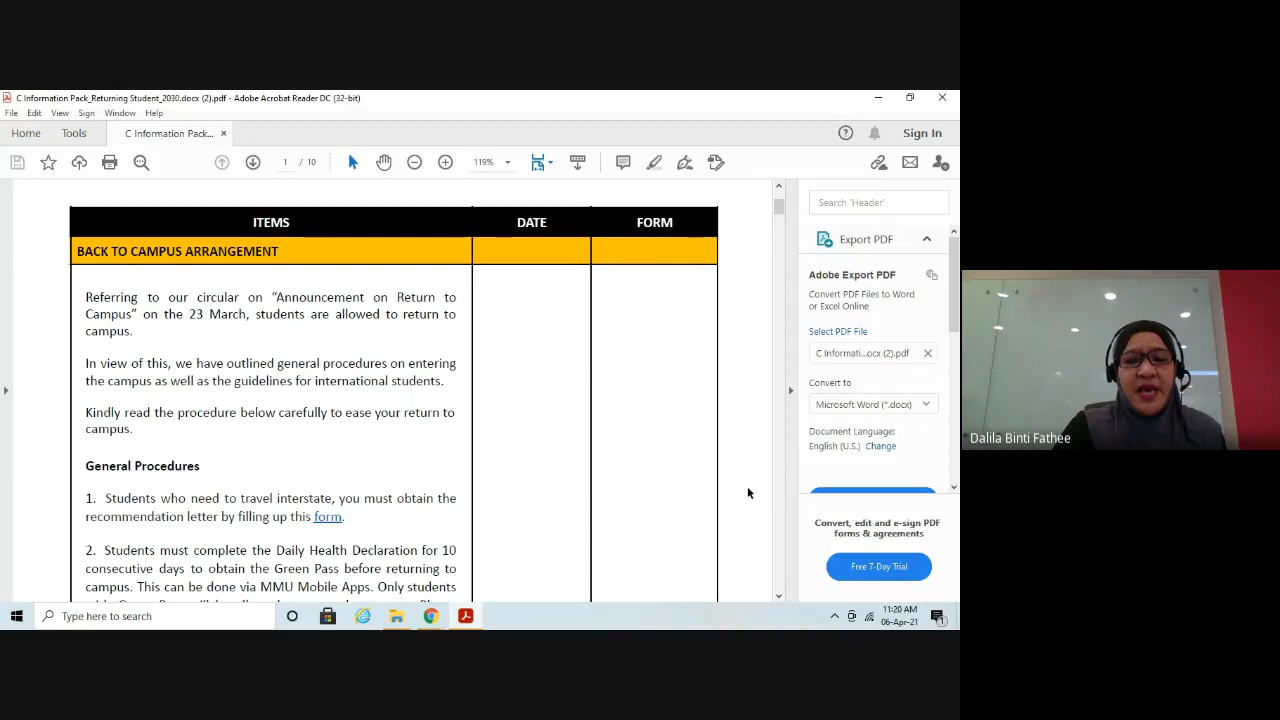 C Information Pack_Returning Student_2030.docx (2).pdf - Adobe Acrobat Reader DC (32-bit)
File Edit View Sign Window Help
Home Tools C Information Pack... × Sign In
1 / 10 119%
ITEMS DATE FORM
BACK TO CAMPUS ARRANGEMENT
Referring to our circular on “Announcement on Return to
Campus” on the 23 March, students are allowed to return to
campus.
In view of this, we have outlined general procedures on entering
the campus as well as the guidelines for international students.
Kindly read the procedure below carefully to ease your return to
campus.
General Procedures
1. Students who need to travel interstate, you must obtain the
recommendation letter by filling up this form.
2. Students must complete the Daily Health Declaration for 10
consecutive days to obtain the Green Pass before returning to
campus. This can be done via MMU Mobile Apps. Only students
Search 'Header'
Export PDF
Adobe Export PDF
Convert PDF Files to Word
or Excel Online
Select PDF File
C Informati...ocx (2).pdf
Convert to
Microsoft Word (*.docx)
Document Language:
English (U.S.) Change
Convert, edit and e-sign PDF
forms & agreements
Free 7-Day Trial
Dalila Binti Fathee
Type here to search
11:20 AM
06-Apr-21
1